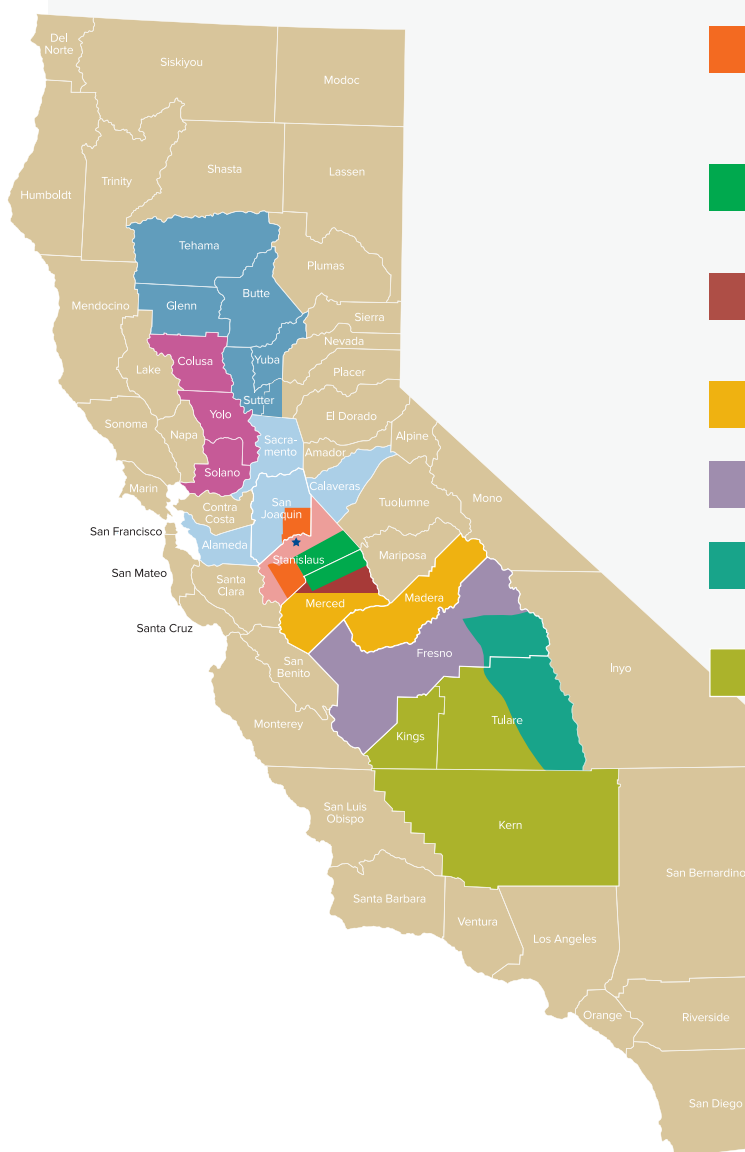 Del
Norte
Siskiyou
Modoc
Humboldt
Trinity
Shasta
Lassen
Tehama
Plumas
Mendocino
Glenn
Butte
Sierra
Nevada
Lake
Colusa
Yuba
Placer
Sutter
Sonoma
Napa
Yolo
El Dorado
Sacra-
mento
Amador
Alpine
Marin
Solano
Calaveras
Contra
Costa
San
Joaquin
Tuolumne
Mono
San Francisco
Alameda
Stanislaus
Mariposa
San Mateo
Santa
Clara
Merced
Madera
Santa Cruz
San
Benito
Fresno
Inyo
Monterey
Kings
Tulare
San Luis
Obispo
Kern
San Bernardino
Santa Barbara
Ventura
Los Angeles
Orange
Riverside
San Diego